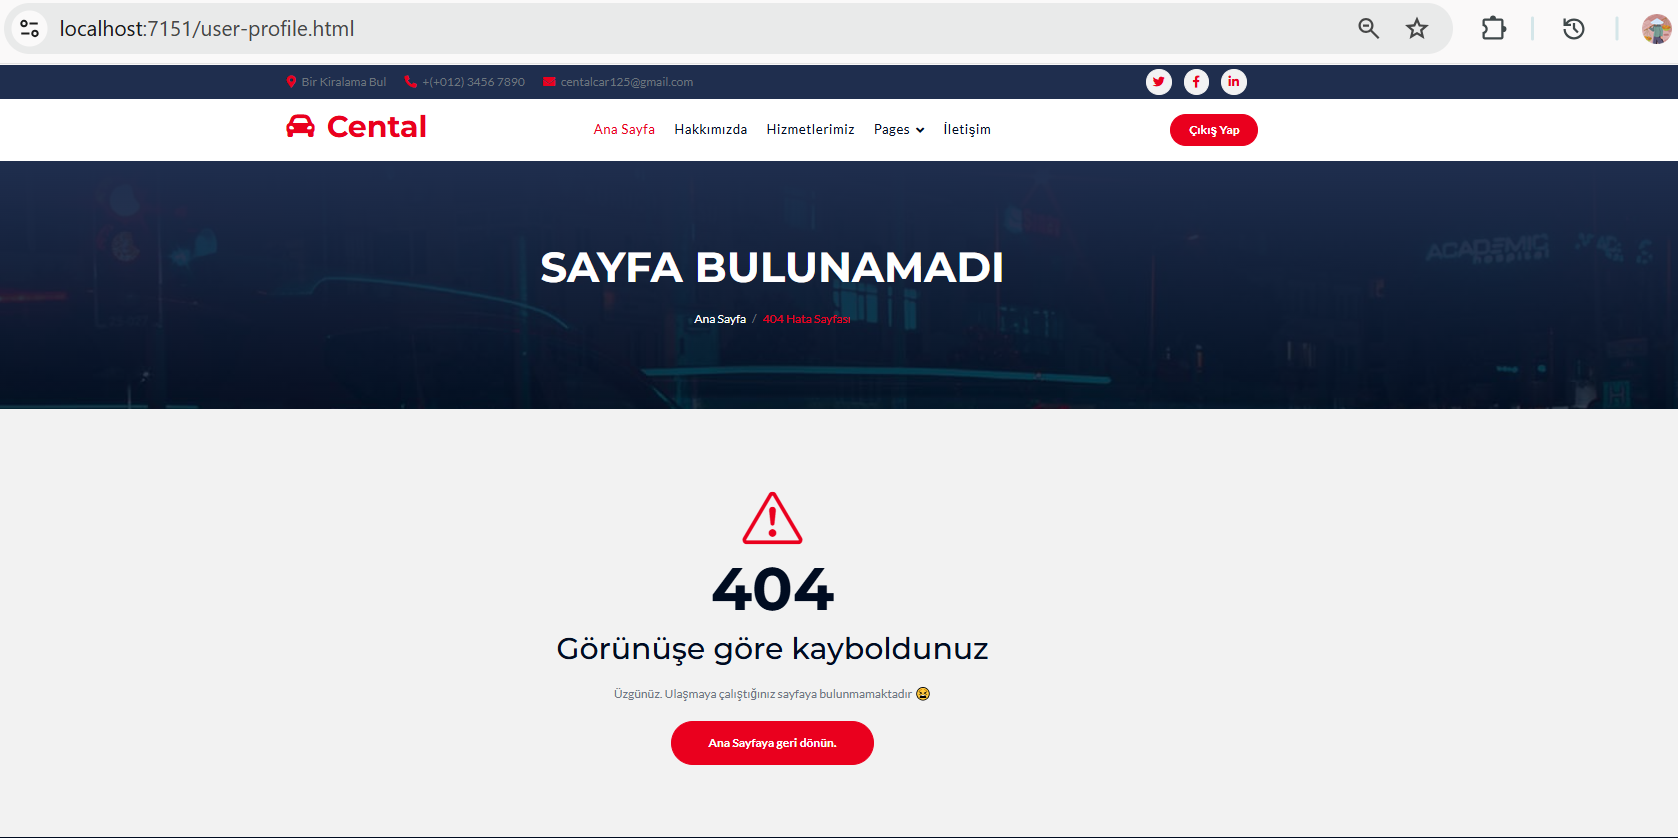 localhost:7151/user-profile.html
Bir Kiralama Bul +(+012) 3456 7890 centalcar125@gmail.com
Cental Ana Sayfa Hakkımızda Hizmetlerimiz Pages İletişim Çıkış Yap
ACADEMIC
hospital
SAYFA BULUNAMADI
Ana Sayfa / 404 Hata Sayfası
404
Görünüşe göre kayboldunuz
Üzgünüz. Ulaşmaya çalıştığınız sayfaya bulunmamaktadır 😆
Ana Sayfaya geri dönün.